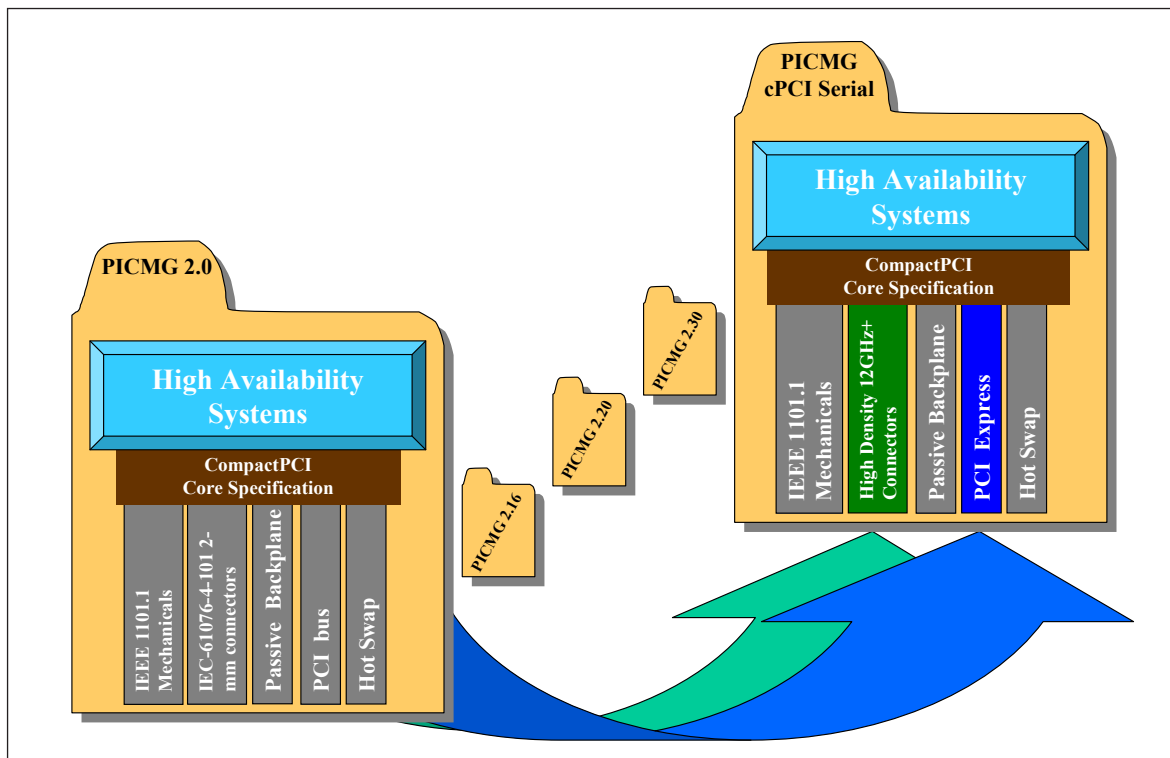 PICMG 2.0
High Availability
Systems
CompactPCI
Core Specification
IEEE 1101.1
Mechanicals
IEC-61076-4-101 2-
mm connectors
Passive Backplane
PCI bus
Hot Swap
PICMG 2.16
PICMG 2.20
PICMG 2.30
PICMG
cPCI Serial
High Availability
Systems
CompactPCI
Core Specification
IEEE 1101.1
Mechanicals
High Density 12GHz+
Connectors
Passive Backplane
PCI Express
Hot Swap